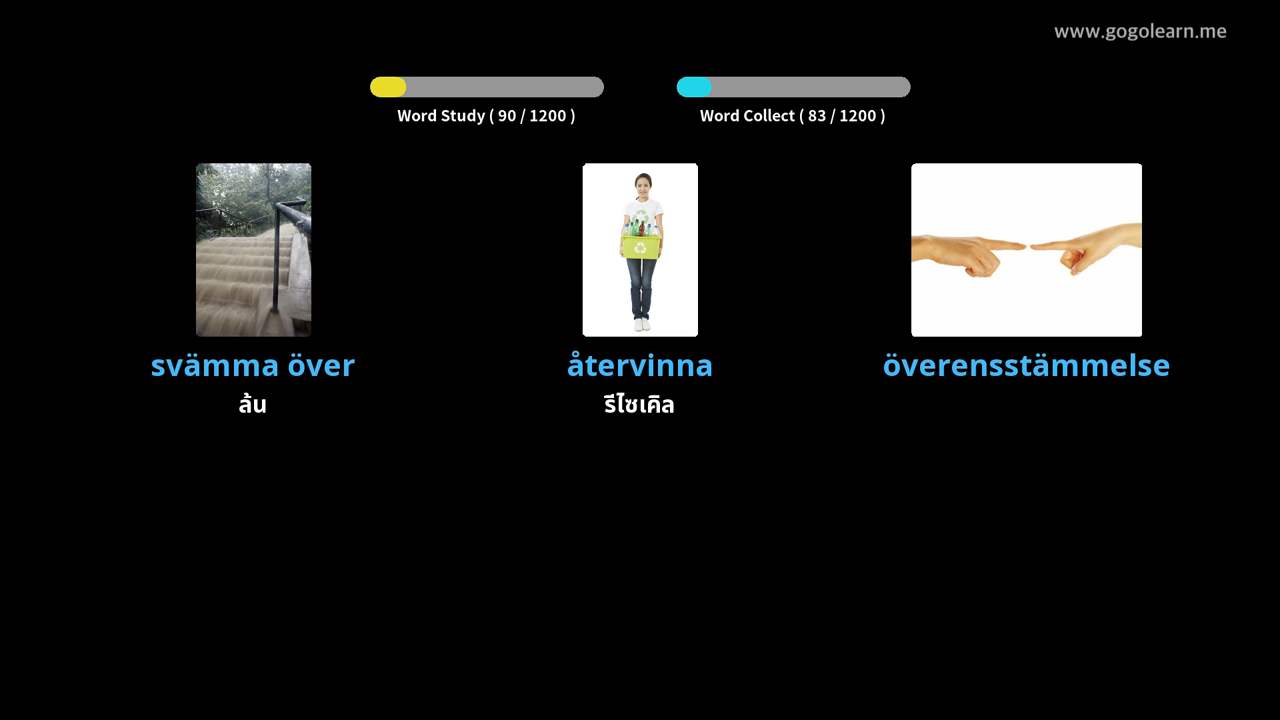 www.gogolearn.me
Word Study ( 90 / 1200 )
Word Collect ( 83 / 1200 )
svämma över
återvinna
överensstämmelse
ล้น
รีไซเคิล